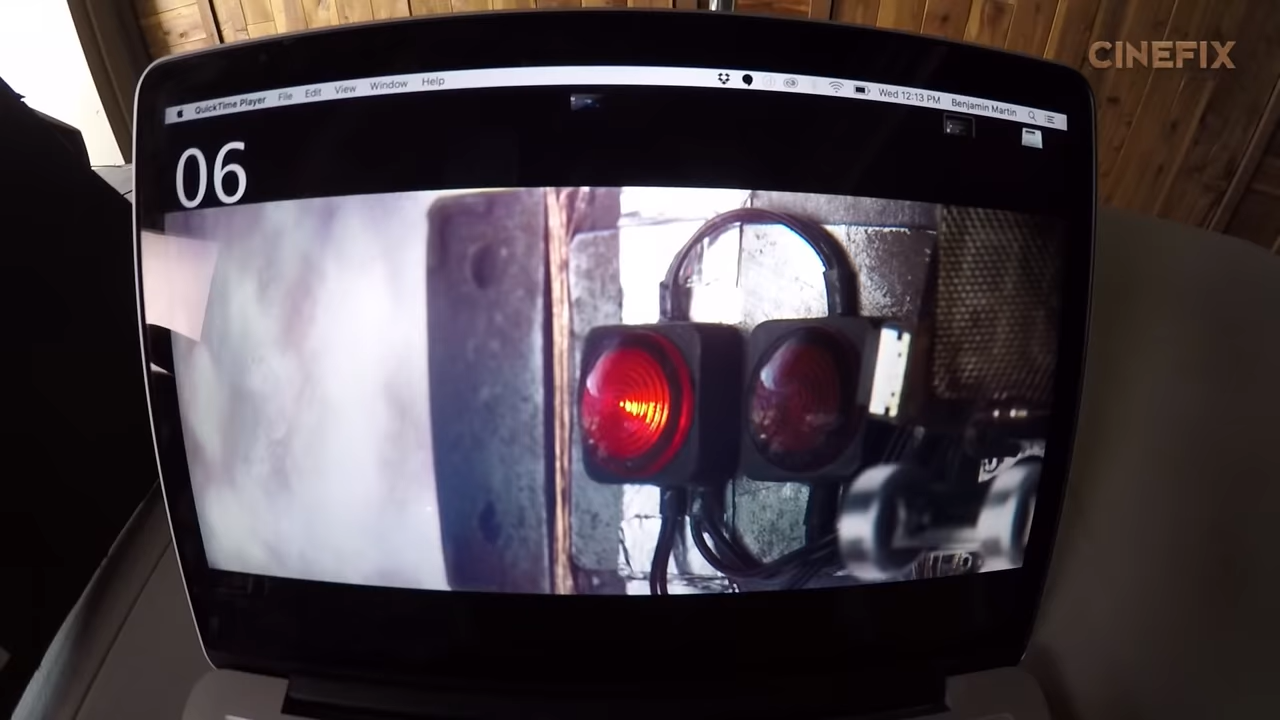 CINEFIX
QuickTime Player File Edit View Window Help Wed 12:13 PM Benjamin Martin
06